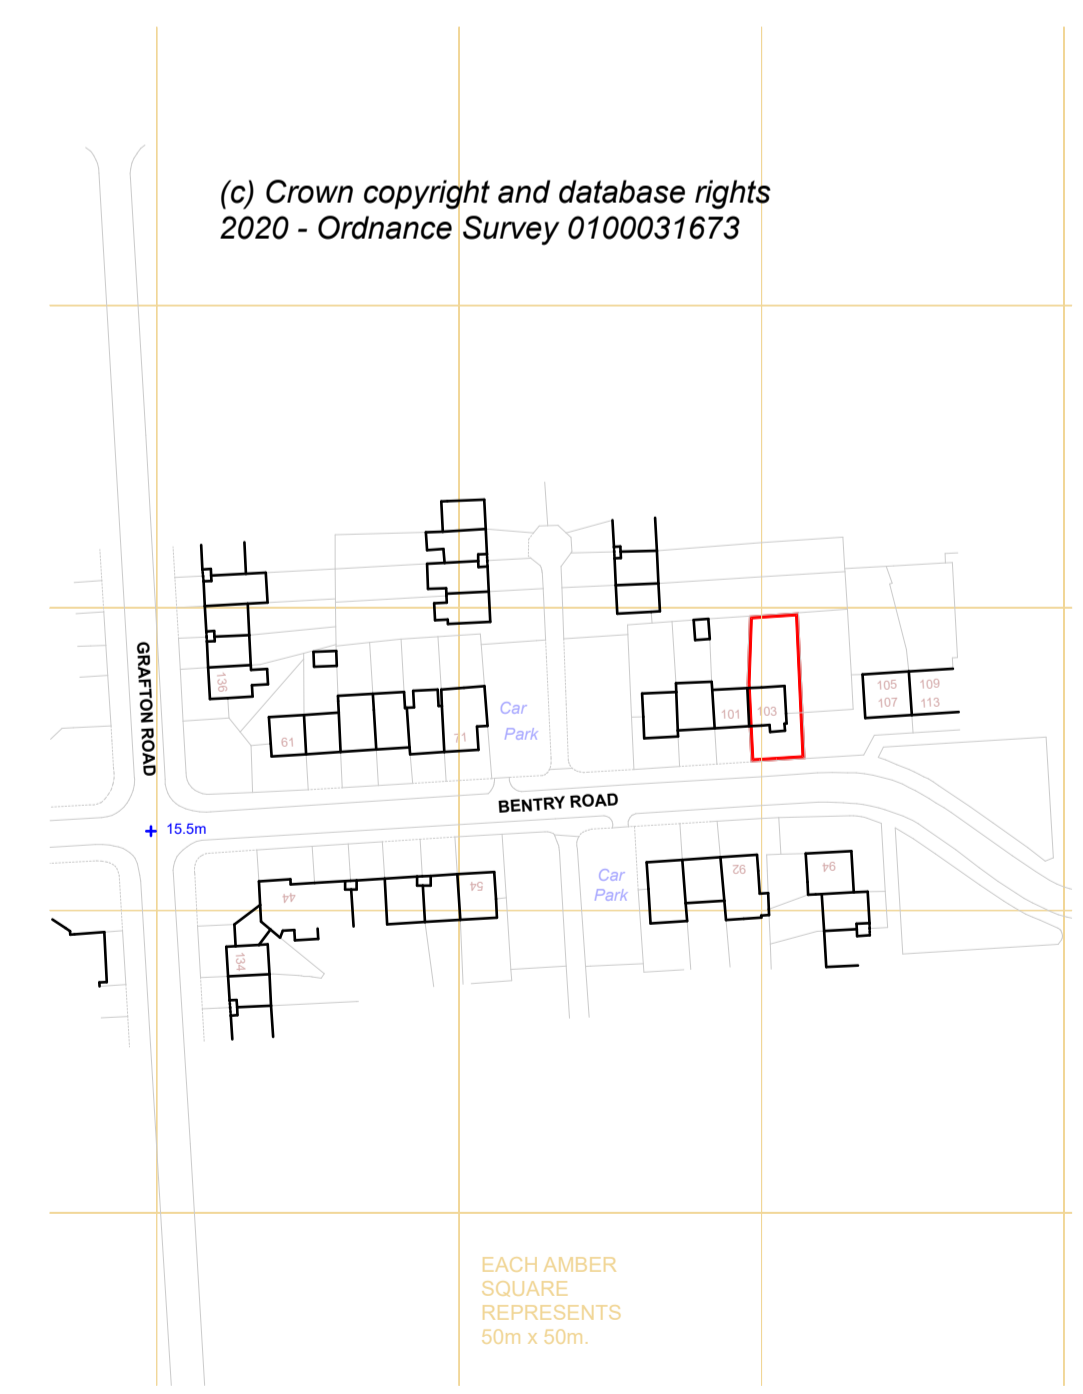 (c) Crown copyright and database rights
2020 - Ordnance Survey 0100031673
GRAFTON ROAD
136
61
71
Car
Park
101
103
105
109
107
113
BENTRY ROAD
15.5m
44
54
Car
Park
92
94
134
EACH AMBER
SQUARE
REPRESENTS
50m x 50m.